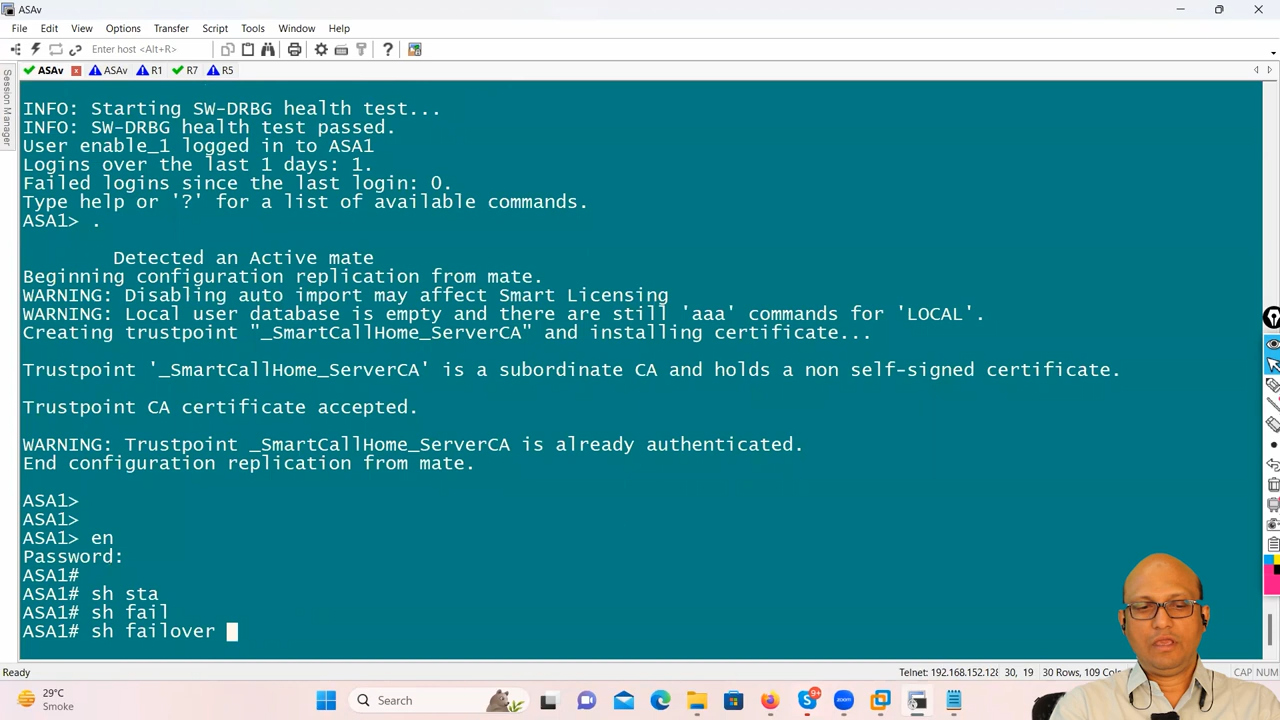 ASAv
File Edit View Options Transfer Script Tools Window Help
Enter host <Alt+R>
ASAv ASAv R1 R7 R5
Session Manager
INFO: Starting SW-DRBG health test...
INFO: SW-DRBG health test passed.
User enable_1 logged in to ASA1
Logins over the last 1 days: 1.
Failed logins since the last login: 0.
Type help or '?' for a list of available commands.
ASA1> .
Detected an Active mate
Beginning configuration replication from mate.
WARNING: Disabling auto import may affect Smart Licensing
WARNING: Local user database is empty and there are still 'aaa' commands for 'LOCAL'.
Creating trustpoint "_SmartCallHome_ServerCA" and installing certificate...
Trustpoint '_SmartCallHome_ServerCA' is a subordinate CA and holds a non self-signed certificate.
Trustpoint CA certificate accepted.
WARNING: Trustpoint _SmartCallHome_ServerCA is already authenticated.
End configuration replication from mate.
ASA1>
ASA1>
ASA1> en
Password:
ASA1#
ASA1# sh sta
ASA1# sh fail
ASA1# sh failover
Ready Telnet: 192.168.152.128 30, 19 30 Rows, 109 Cols CAP NUM
29°C
Smoke
Search
9+
zoom